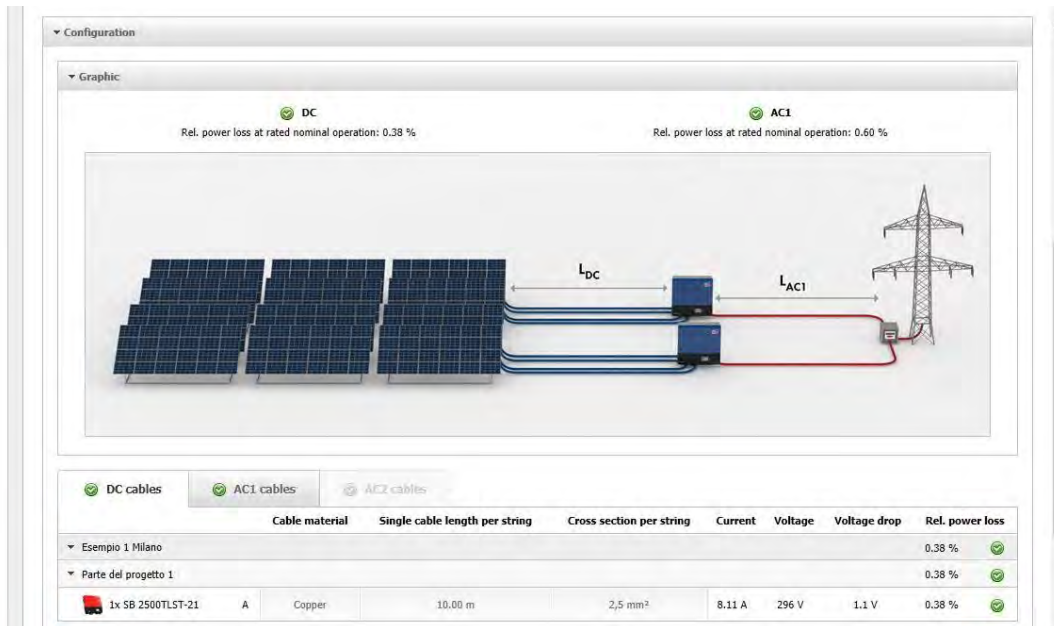 Configuration
Graphic
DC
AC1
Rel. power loss at rated nominal operation: 0.38 %
Rel. power loss at rated nominal operation: 0.60 %
LDC
LAC1
DC cables AC1 cables AC2 cables
Cable material Single cable length per string Cross section per string Current Voltage Voltage drop Rel. power loss
Esempio 1 Milano 0.38 %
Parte del progetto 1 0.38 %
1x SB 2500TLST-21 A Copper 10.00 m 2,5 mm² 8.11 A 296 V 1.1 V 0.38 %